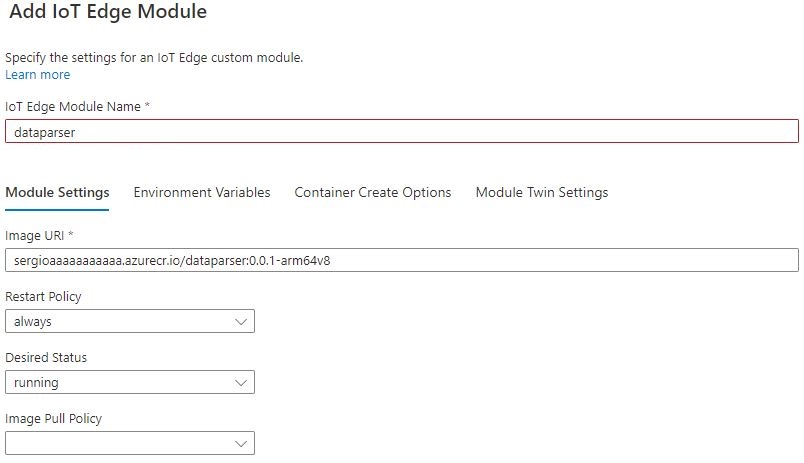 Add IoT Edge Module
Specify the settings for an IoT Edge custom module.
Learn more
IoT Edge Module Name *
dataparser
Module Settings Environment Variables Container Create Options Module Twin Settings
Image URI *
sergioaaaaaaaaaaa.azurecr.io/dataparser:0.0.1-arm64v8
Restart Policy
always
Desired Status
running
Image Pull Policy